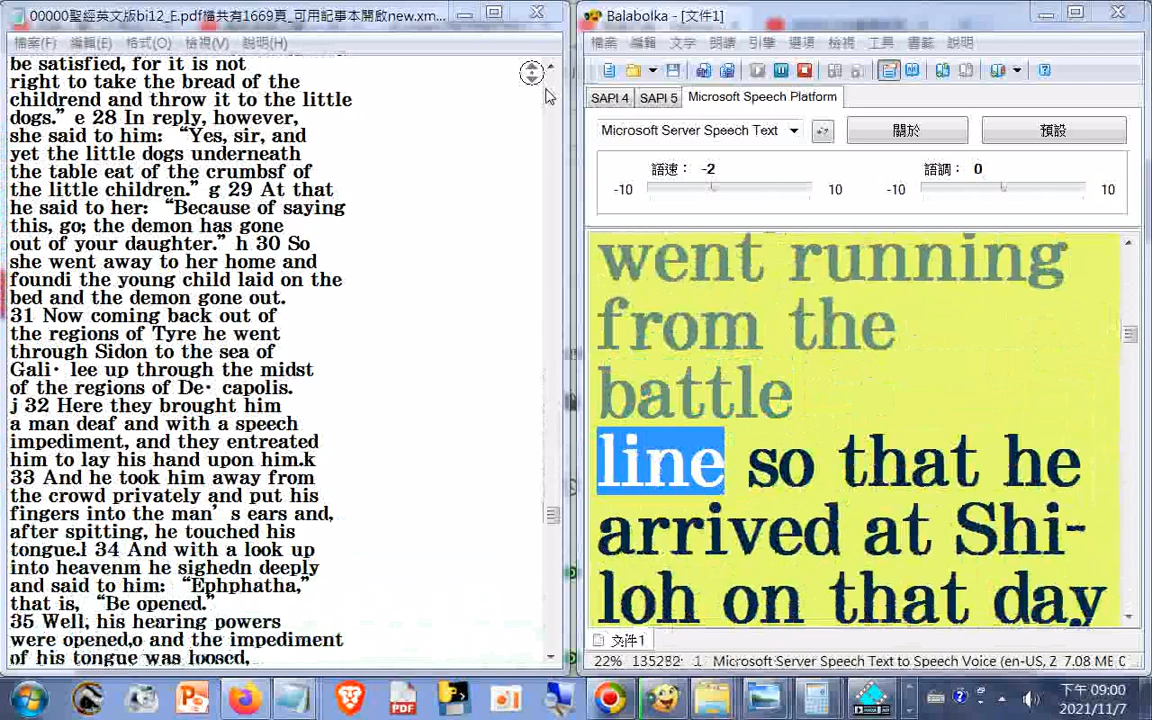 00000聖經英文版bi12_E.pdf檔共有1669頁_可用記事本開啟new.xm...
檔案(F) 編輯(E) 格式(O) 檢視(V) 說明(H)
be satisfied, for it is not
right to take the bread of the
childrend and throw it to the little
dogs.” e 28 In reply, however,
she said to him: “Yes, sir, and
yet the little dogs underneath
the table eat of the crumbsf of
the little children.” g 29 At that
he said to her: “Because of saying
this, go; the demon has gone
out of your daughter.” h 30 So
she went away to her home and
foundi the young child laid on the
bed and the demon gone out.
31 Now coming back out of
the regions of Tyre he went
through Sidon to the sea of
Gali· lee up through the midst
of the regions of De· capolis.
j 32 Here they brought him
a man deaf and with a speech
impediment, and they entreated
him to lay his hand upon him.k
33 And he took him away from
the crowd privately and put his
fingers into the man’s ears and,
after spitting, he touched his
tongue.l 34 And with a look up
into heavenm he sighedn deeply
and said to him: “Ephphatha,”
that is, “Be opened.”
35 Well, his hearing powers
were opened,o and the impediment
of his tongue was loosed,
Balabolka - [文件1]
檔案 編輯 文字 朗讀 引擎 選項 檢視 工具 書籤 說明
SAPI 4 SAPI 5 Microsoft Speech Platform
Microsoft Server Speech Text 關於 預設
語速： -2 語調： 0
-10 10 -10 10
went running
from the
battle
line so that he
arrived at Shi-
loh on that day
文件1
22% 135282 1 Microsoft Server Speech Text to Speech Voice (en-US, Z 7.08 ME
PDF
下午 09:00
2021/11/7